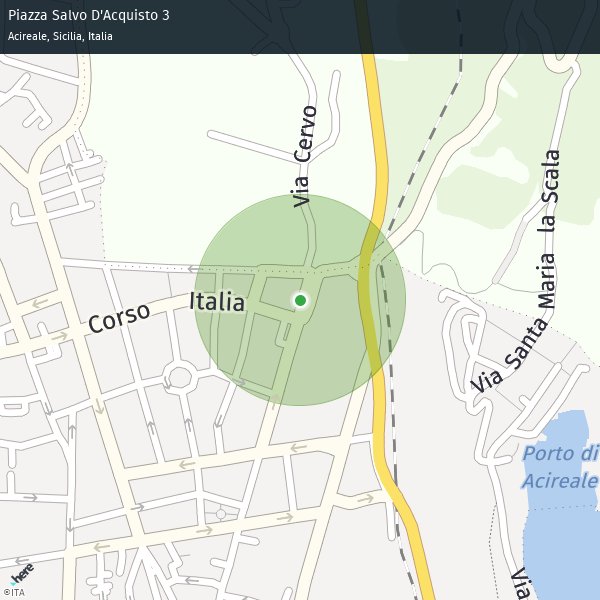 Piazza Salvo D'Acquisto 3
Acireale, Sicilia, Italia
Via Cervo
Via Santa Maria la Scala
Corso Italia
Porto di
Acireale
Via
here
©ITA